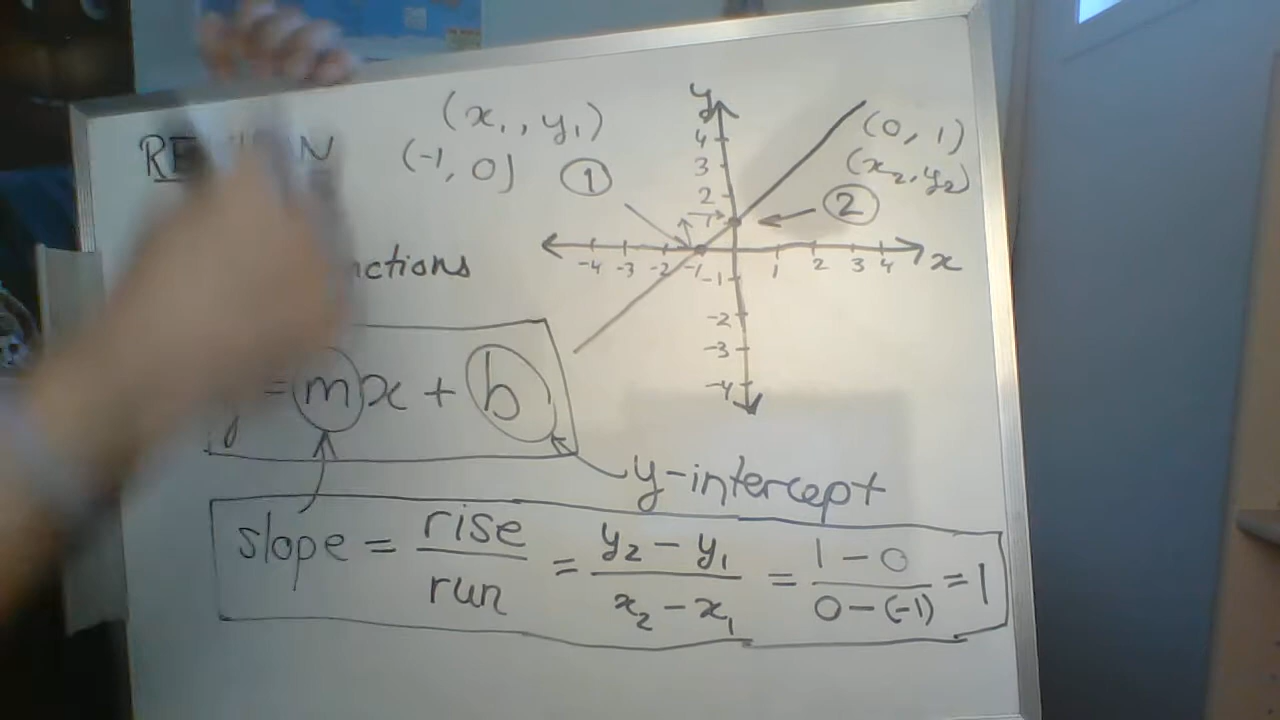 (x₁, y₁)
(-1, 0)
①
y
4
3
2
1
-4 -3 -2 -1 1 2 3 4 x
-1
-2
-3
-4
(0, 1)
(x₂, y₂)
②
= mx + b
y-intercept
slope = rise/run = y₂ - y₁/x₂ - x₁ = 1 - 0/0 - (-1) = 1